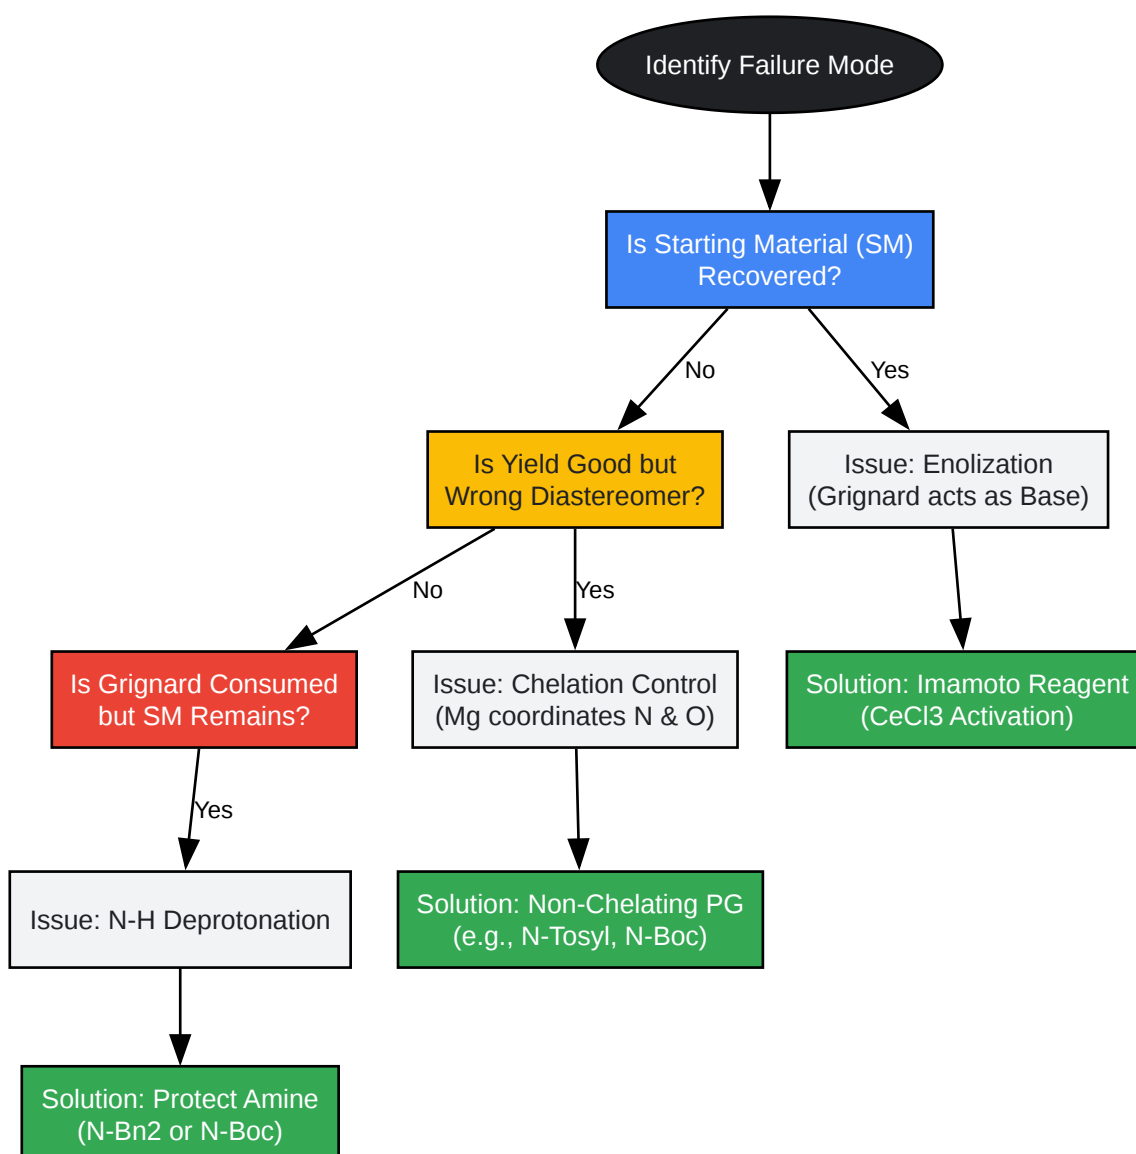 Identify Failure Mode
Is Starting Material (SM)
Recovered?
No
Yes
Is Yield Good but
Wrong Diastereomer?
Issue: Enolization
(Grignard acts as Base)
No
Yes
Is Grignard Consumed
but SM Remains?
Issue: Chelation Control
(Mg coordinates N & O)
Solution: Imamoto Reagent
(CeCl3 Activation)
Yes
Issue: N-H Deprotonation
Solution: Non-Chelating PG
(e.g., N-Tosyl, N-Boc)
Solution: Protect Amine
(N-Bn2 or N-Boc)